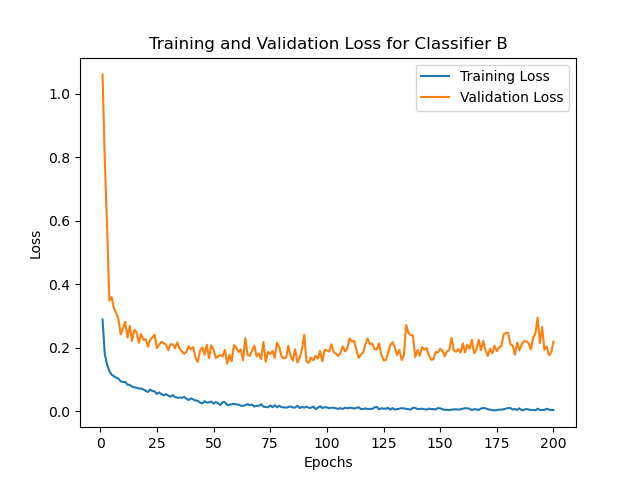 Training and Validation Loss for Classifier B
Training Loss
Validation Loss
1.0
0.8
0.6
0.4
0.2
0.0
Loss
0 25 50 75 100 125 150 175 200
Epochs